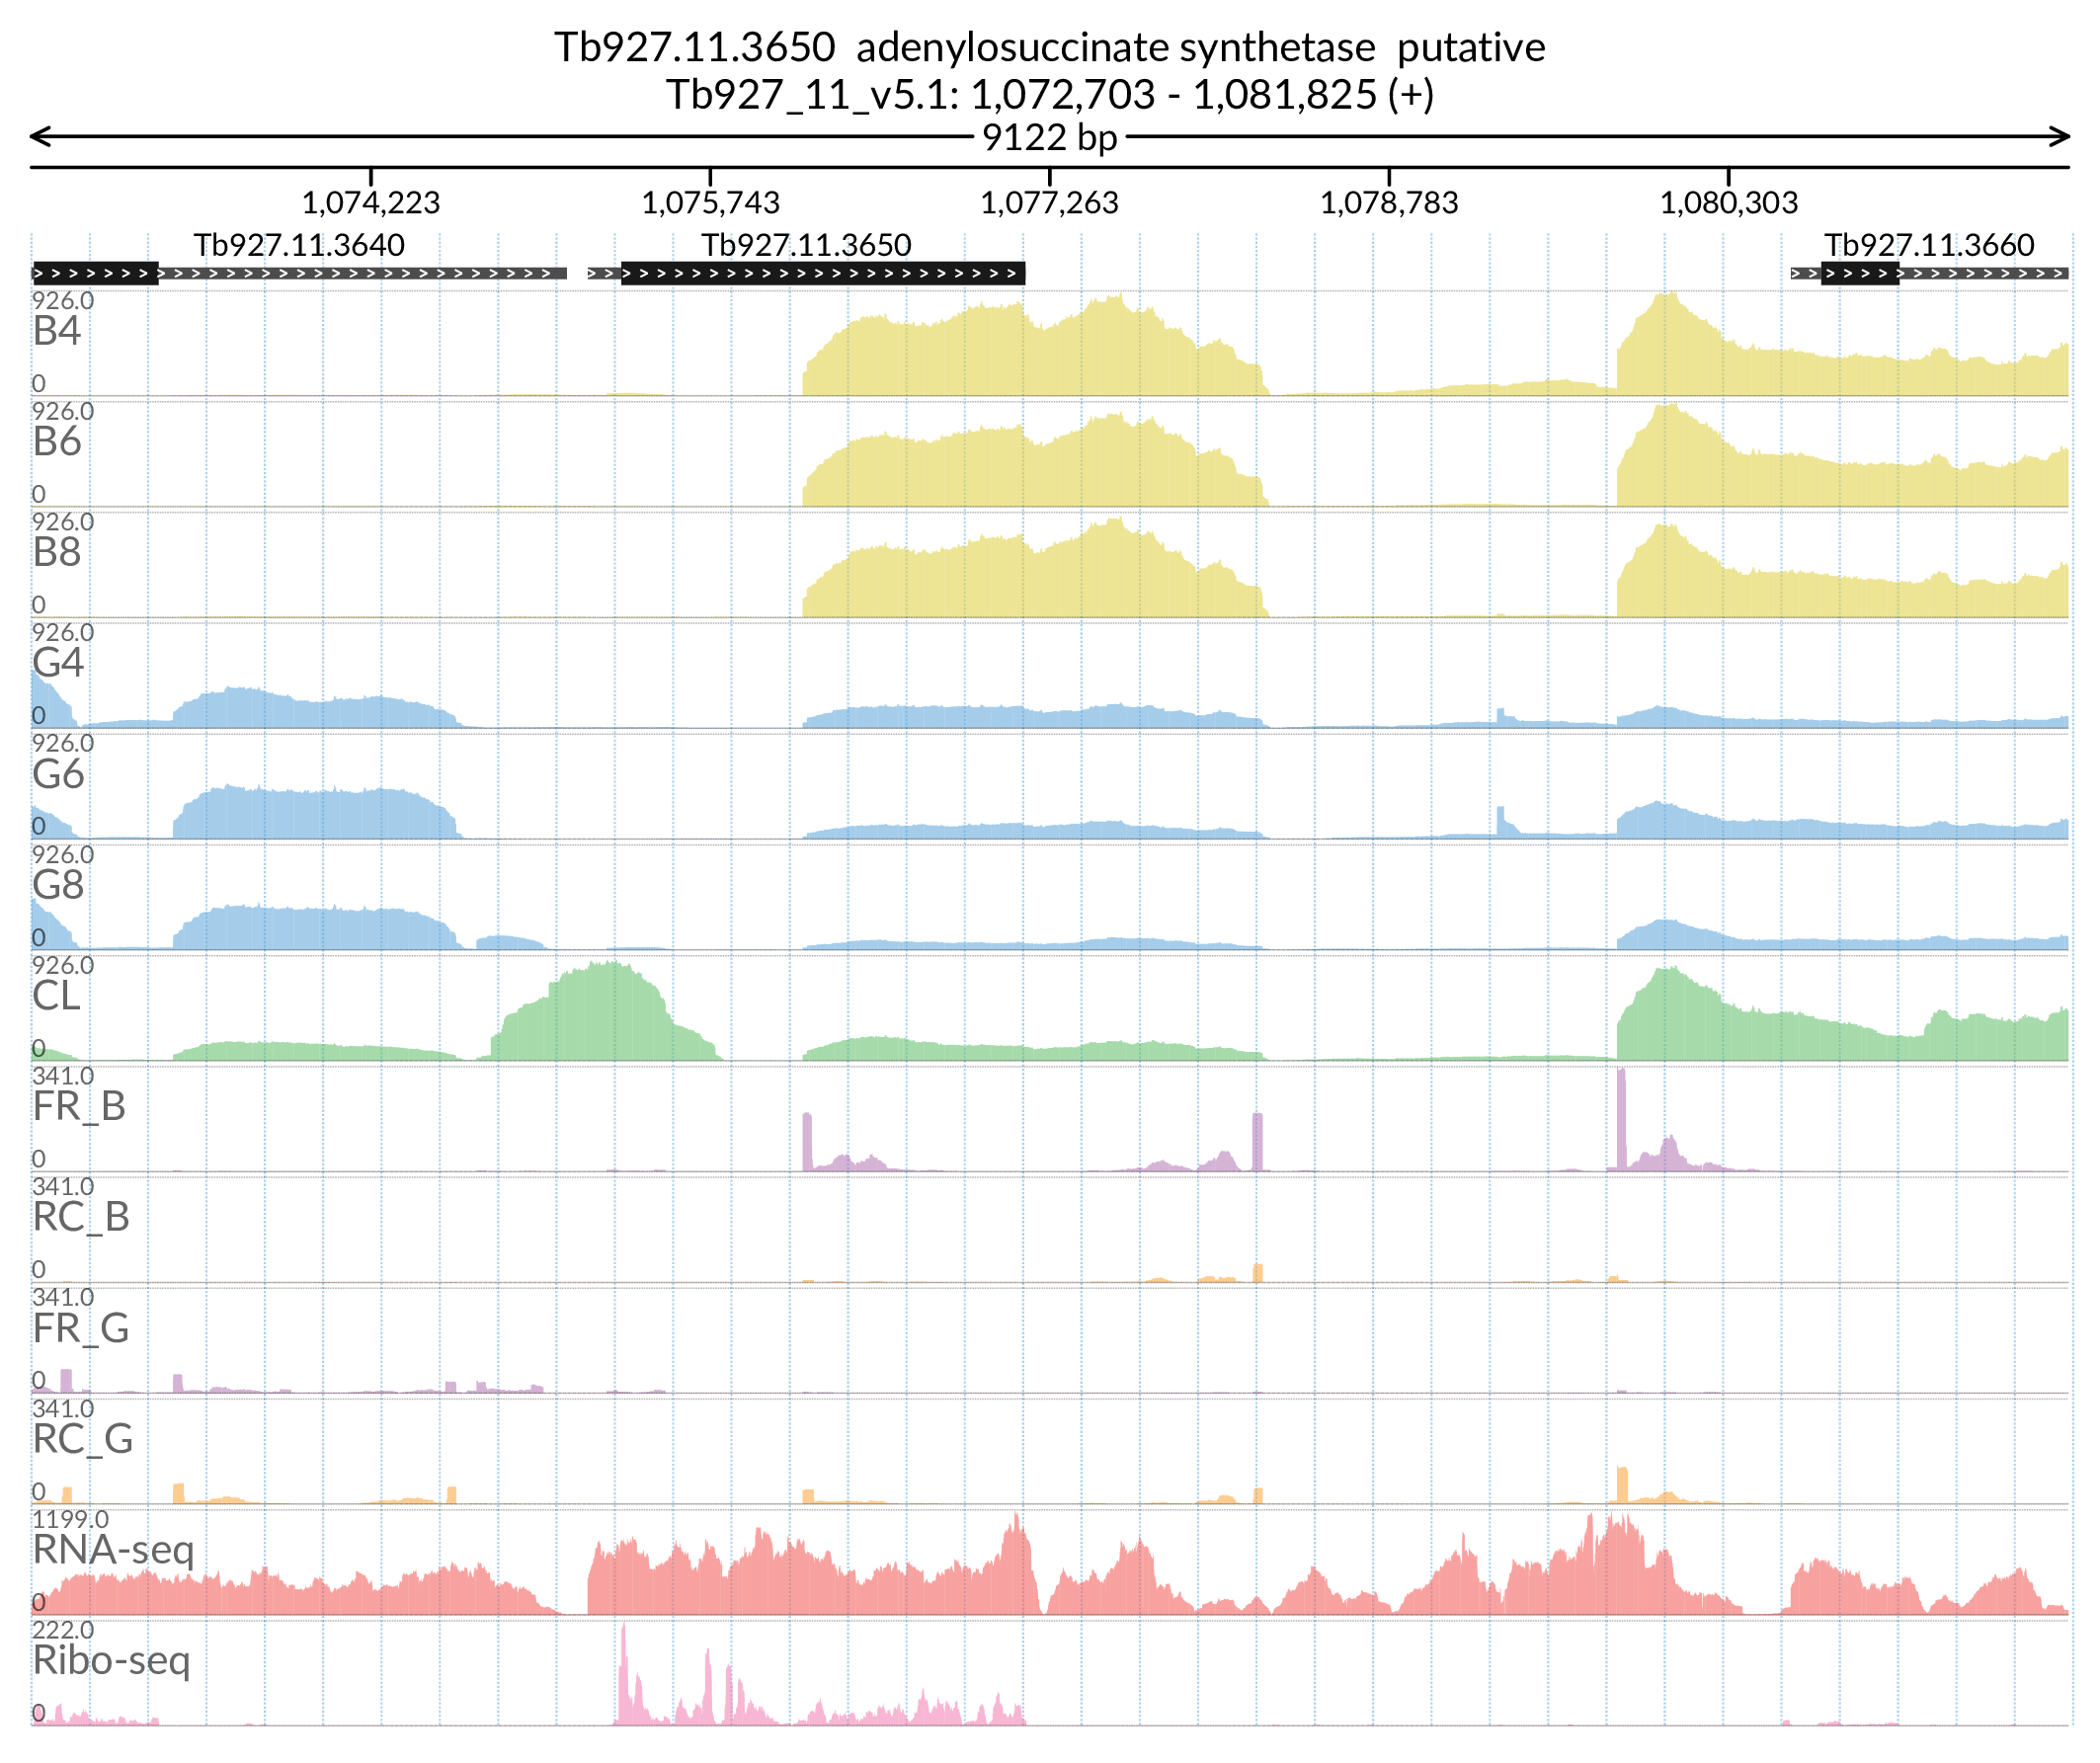 Tb927.11.3650 adenylosuccinate synthetase putative
Tb927_11_v5.1: 1,072,703 - 1,081,825 (+)
9122 bp
1,074,223 1,075,743 1,077,263 1,078,783 1,080,303
Tb927.11.3640 Tb927.11.3650 Tb927.11.3660
926.0
B4
0
926.0
B6
0
926.0
B8
0
926.0
G4
0
926.0
G6
0
926.0
G8
0
926.0
CL
0
341.0
FR_B
0
341.0
RC_B
0
341.0
FR_G
0
341.0
RC_G
0
1199.0
RNA-seq
0
222.0
Ribo-seq
0